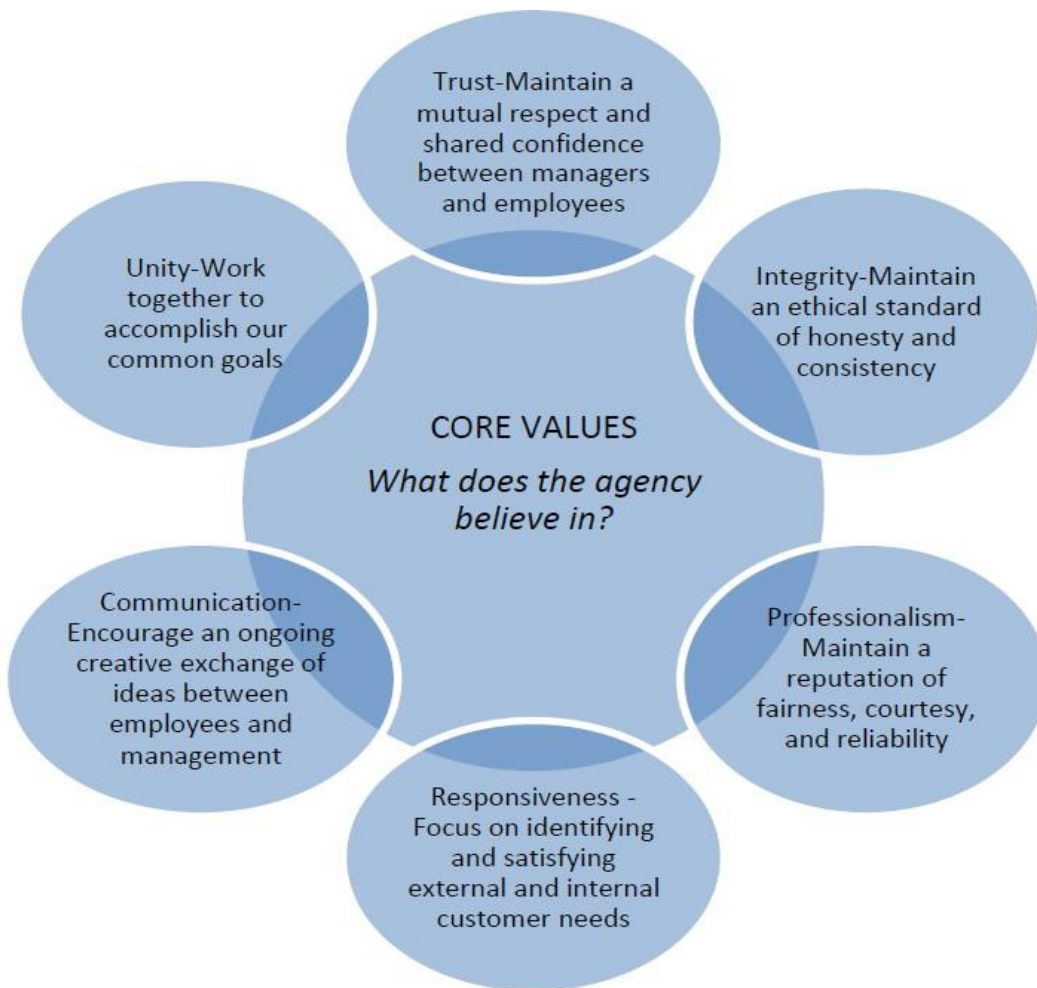 Trust-Maintain a
mutual respect and
shared confidence
between managers
and employees
Integrity-Maintain
an ethical standard
of honesty and
consistency
Professionalism-
Maintain a
reputation of
fairness, courtesy,
and reliability
Responsiveness -
Focus on identifying
and satisfying
external and internal
customer needs
Communication-
Encourage an ongoing
creative exchange of
ideas between
employees and
management
Unity-Work
together to
accomplish our
common goals
CORE VALUES
What does the agency
believe in?